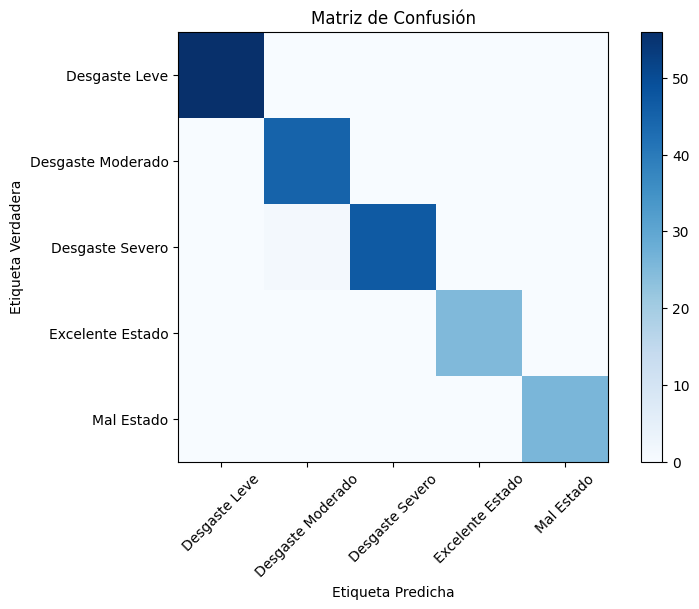 Matriz de Confusión
Etiqueta Verdadera
Desgaste Leve
Desgaste Moderado
Desgaste Severo
Excelente Estado
Mal Estado
50
40
30
20
10
0
Desgaste Leve
Desgaste Moderado
Desgaste Severo
Excelente Estado
Mal Estado
Etiqueta Predicha